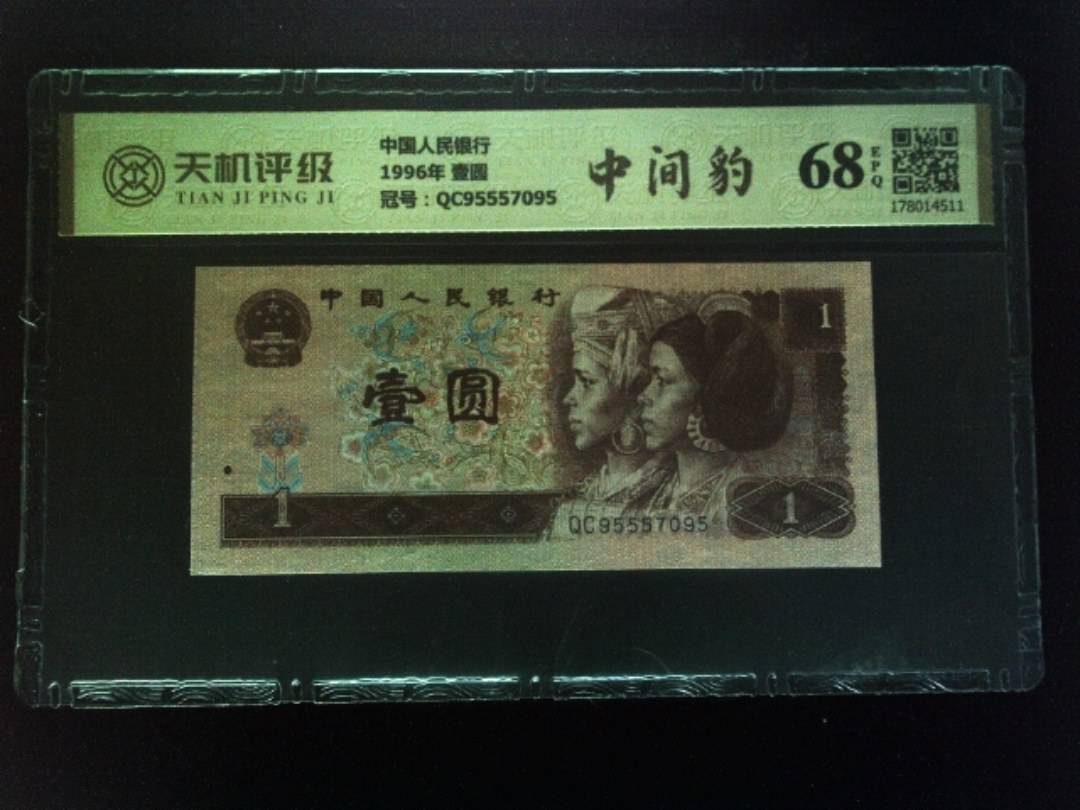 天机评级
TIAN JI PING JI
中国人民银行
1996年 壹圆
冠号：QC95557095
中间豹
68
EPQ
178014511
中国人民银行
1
壹圆
1
QC95557095
1